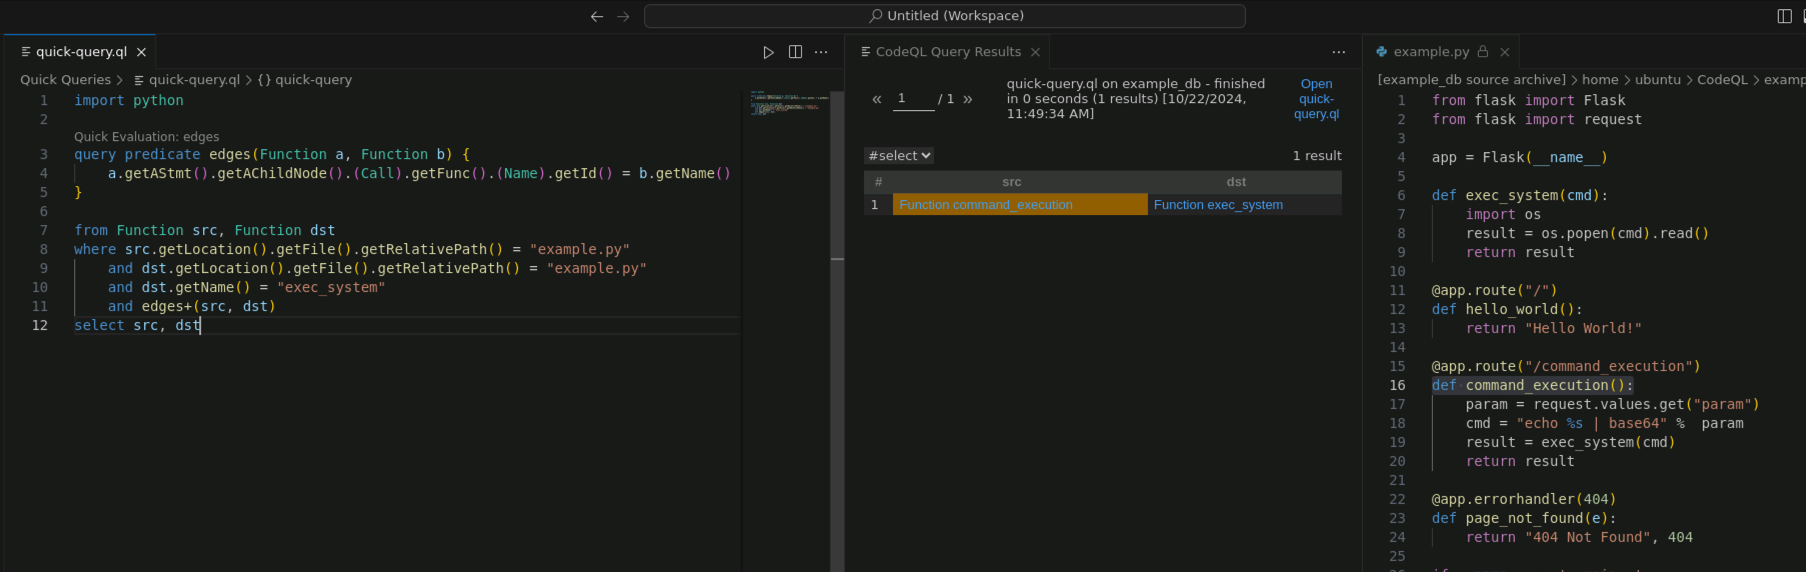 Untitled (Workspace)
quick-query.ql
Quick Queries > quick-query.ql > {} quick-query
1 import python
2
Quick Evaluation: edges
3 query predicate edges(Function a, Function b) {
4     a.getAStmt().getAChildNode().(Call).getFunc().(Name).getId() = b.getName()
5 }
6
7 from Function src, Function dst
8 where src.getLocation().getFile().getRelativePath() = "example.py"
9     and dst.getLocation().getFile().getRelativePath() = "example.py"
10     and dst.getName() = "exec_system"
11     and edges+(src, dst)
12 select src, dst
CodeQL Query Results
1 / 1
quick-query.ql on example_db - finished
in 0 seconds (1 results) [10/22/2024,
11:49:34 AM]
Open
quick-
query.ql
#select
1 result
# src dst
1 Function command_execution Function exec_system
example.py
[example_db source archive] > home > ubuntu > CodeQL > examp
1 from flask import Flask
2 from flask import request
3
4 app = Flask(__name__)
5
6 def exec_system(cmd):
7     import os
8     result = os.popen(cmd).read()
9     return result
10
11 @app.route("/")
12 def hello_world():
13     return "Hello World!"
14
15 @app.route("/command_execution")
16 def command_execution():
17     param = request.values.get("param")
18     cmd = "echo %s | base64" %  param
19     result = exec_system(cmd)
20     return result
21
22 @app.errorhandler(404)
23 def page_not_found(e):
24     return "404 Not Found", 404
25